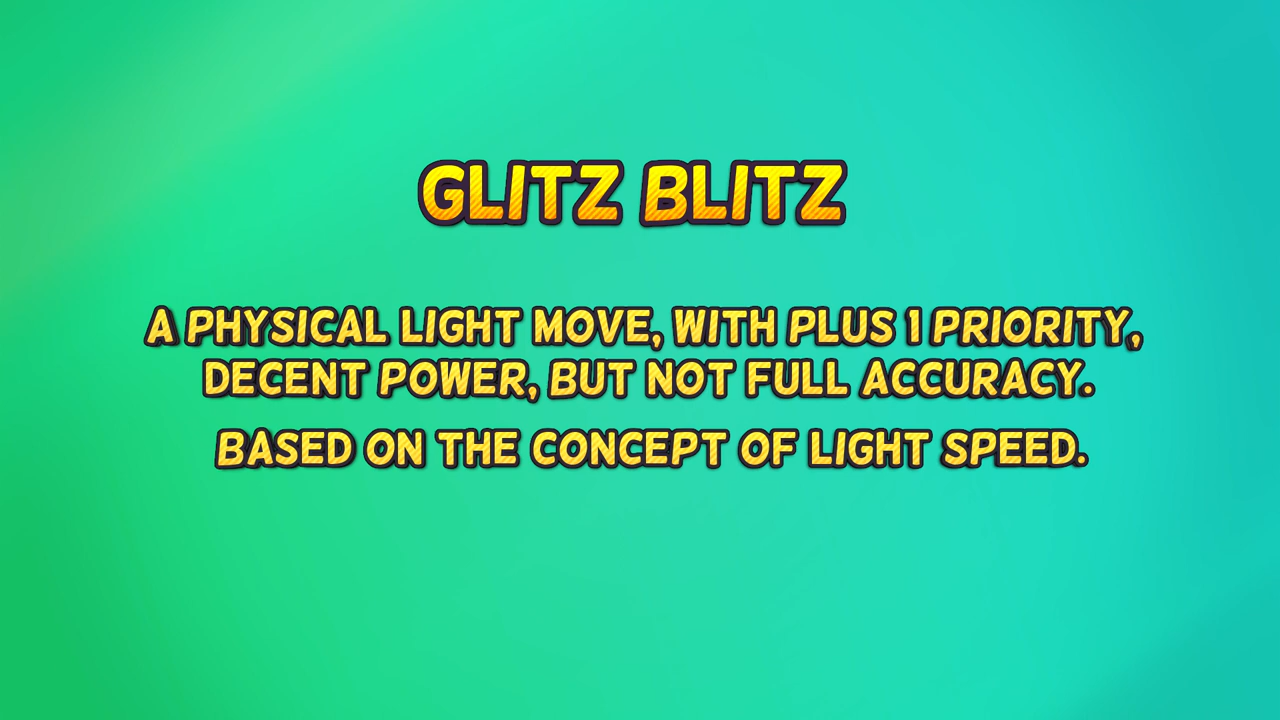 GLITZ BLITZ
A PHYSICAL LIGHT MOVE, WITH PLUS 1 PRIORITY,
DECENT POWER, BUT NOT FULL ACCURACY.
BASED ON THE CONCEPT OF LIGHT SPEED.